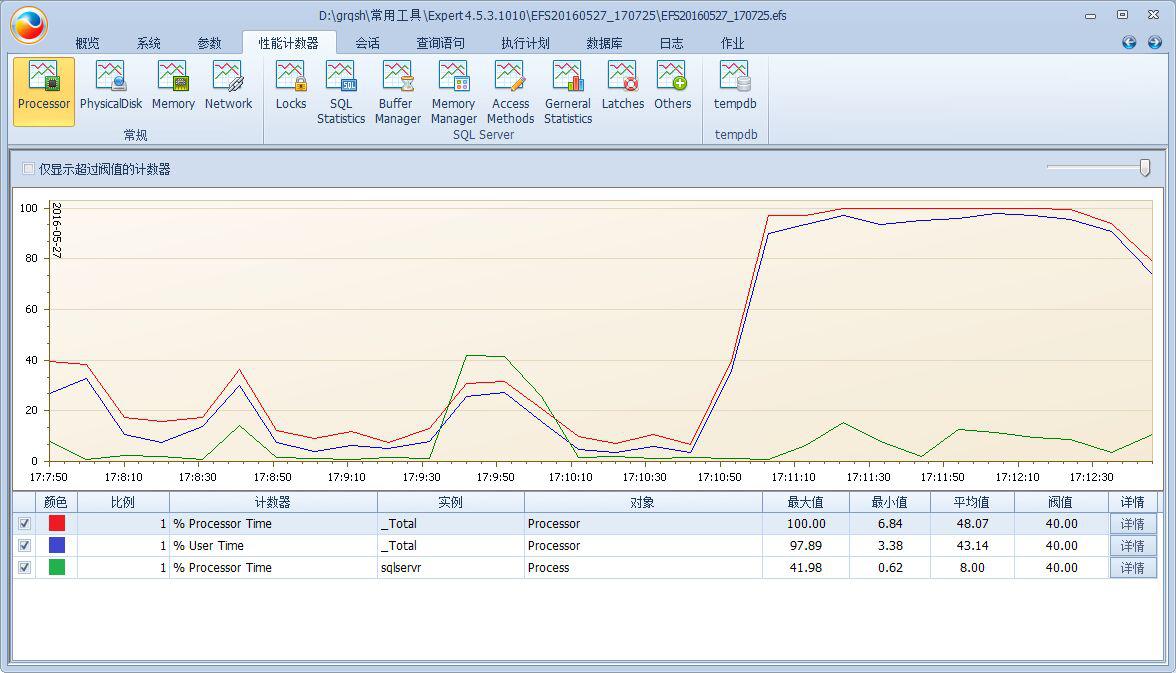 D:\grqsh\常用工具\Expert4.5.3.1010\EFS20160527_170725\EFS20160527_170725.efs
概览 系统 参数 性能计数器 会话 查询语句 执行计划 数据库 日志 作业
Processor PhysicalDisk Memory Network Locks SQL Statistics Buffer Manager Memory Manager Access Methods Gerneral Statistics Latches Others tempdb
常规 SQL Server tempdb
仅显示超过阀值的计数器
2016-05-27
100
80
60
40
20
0
17:7:50 17:8:10 17:8:30 17:8:50 17:9:10 17:9:30 17:9:50 17:10:10 17:10:30 17:10:50 17:11:10 17:11:30 17:11:50 17:12:10 17:12:30
颜色 比例 计数器 实例 对象 最大值 最小值 平均值 阀值 详情
1 % Processor Time _Total Processor 100.00 6.84 48.07 40.00 详情
1 % User Time _Total Processor 97.89 3.38 43.14 40.00 详情
1 % Processor Time sqlservr Process 41.98 0.62 8.00 40.00 详情